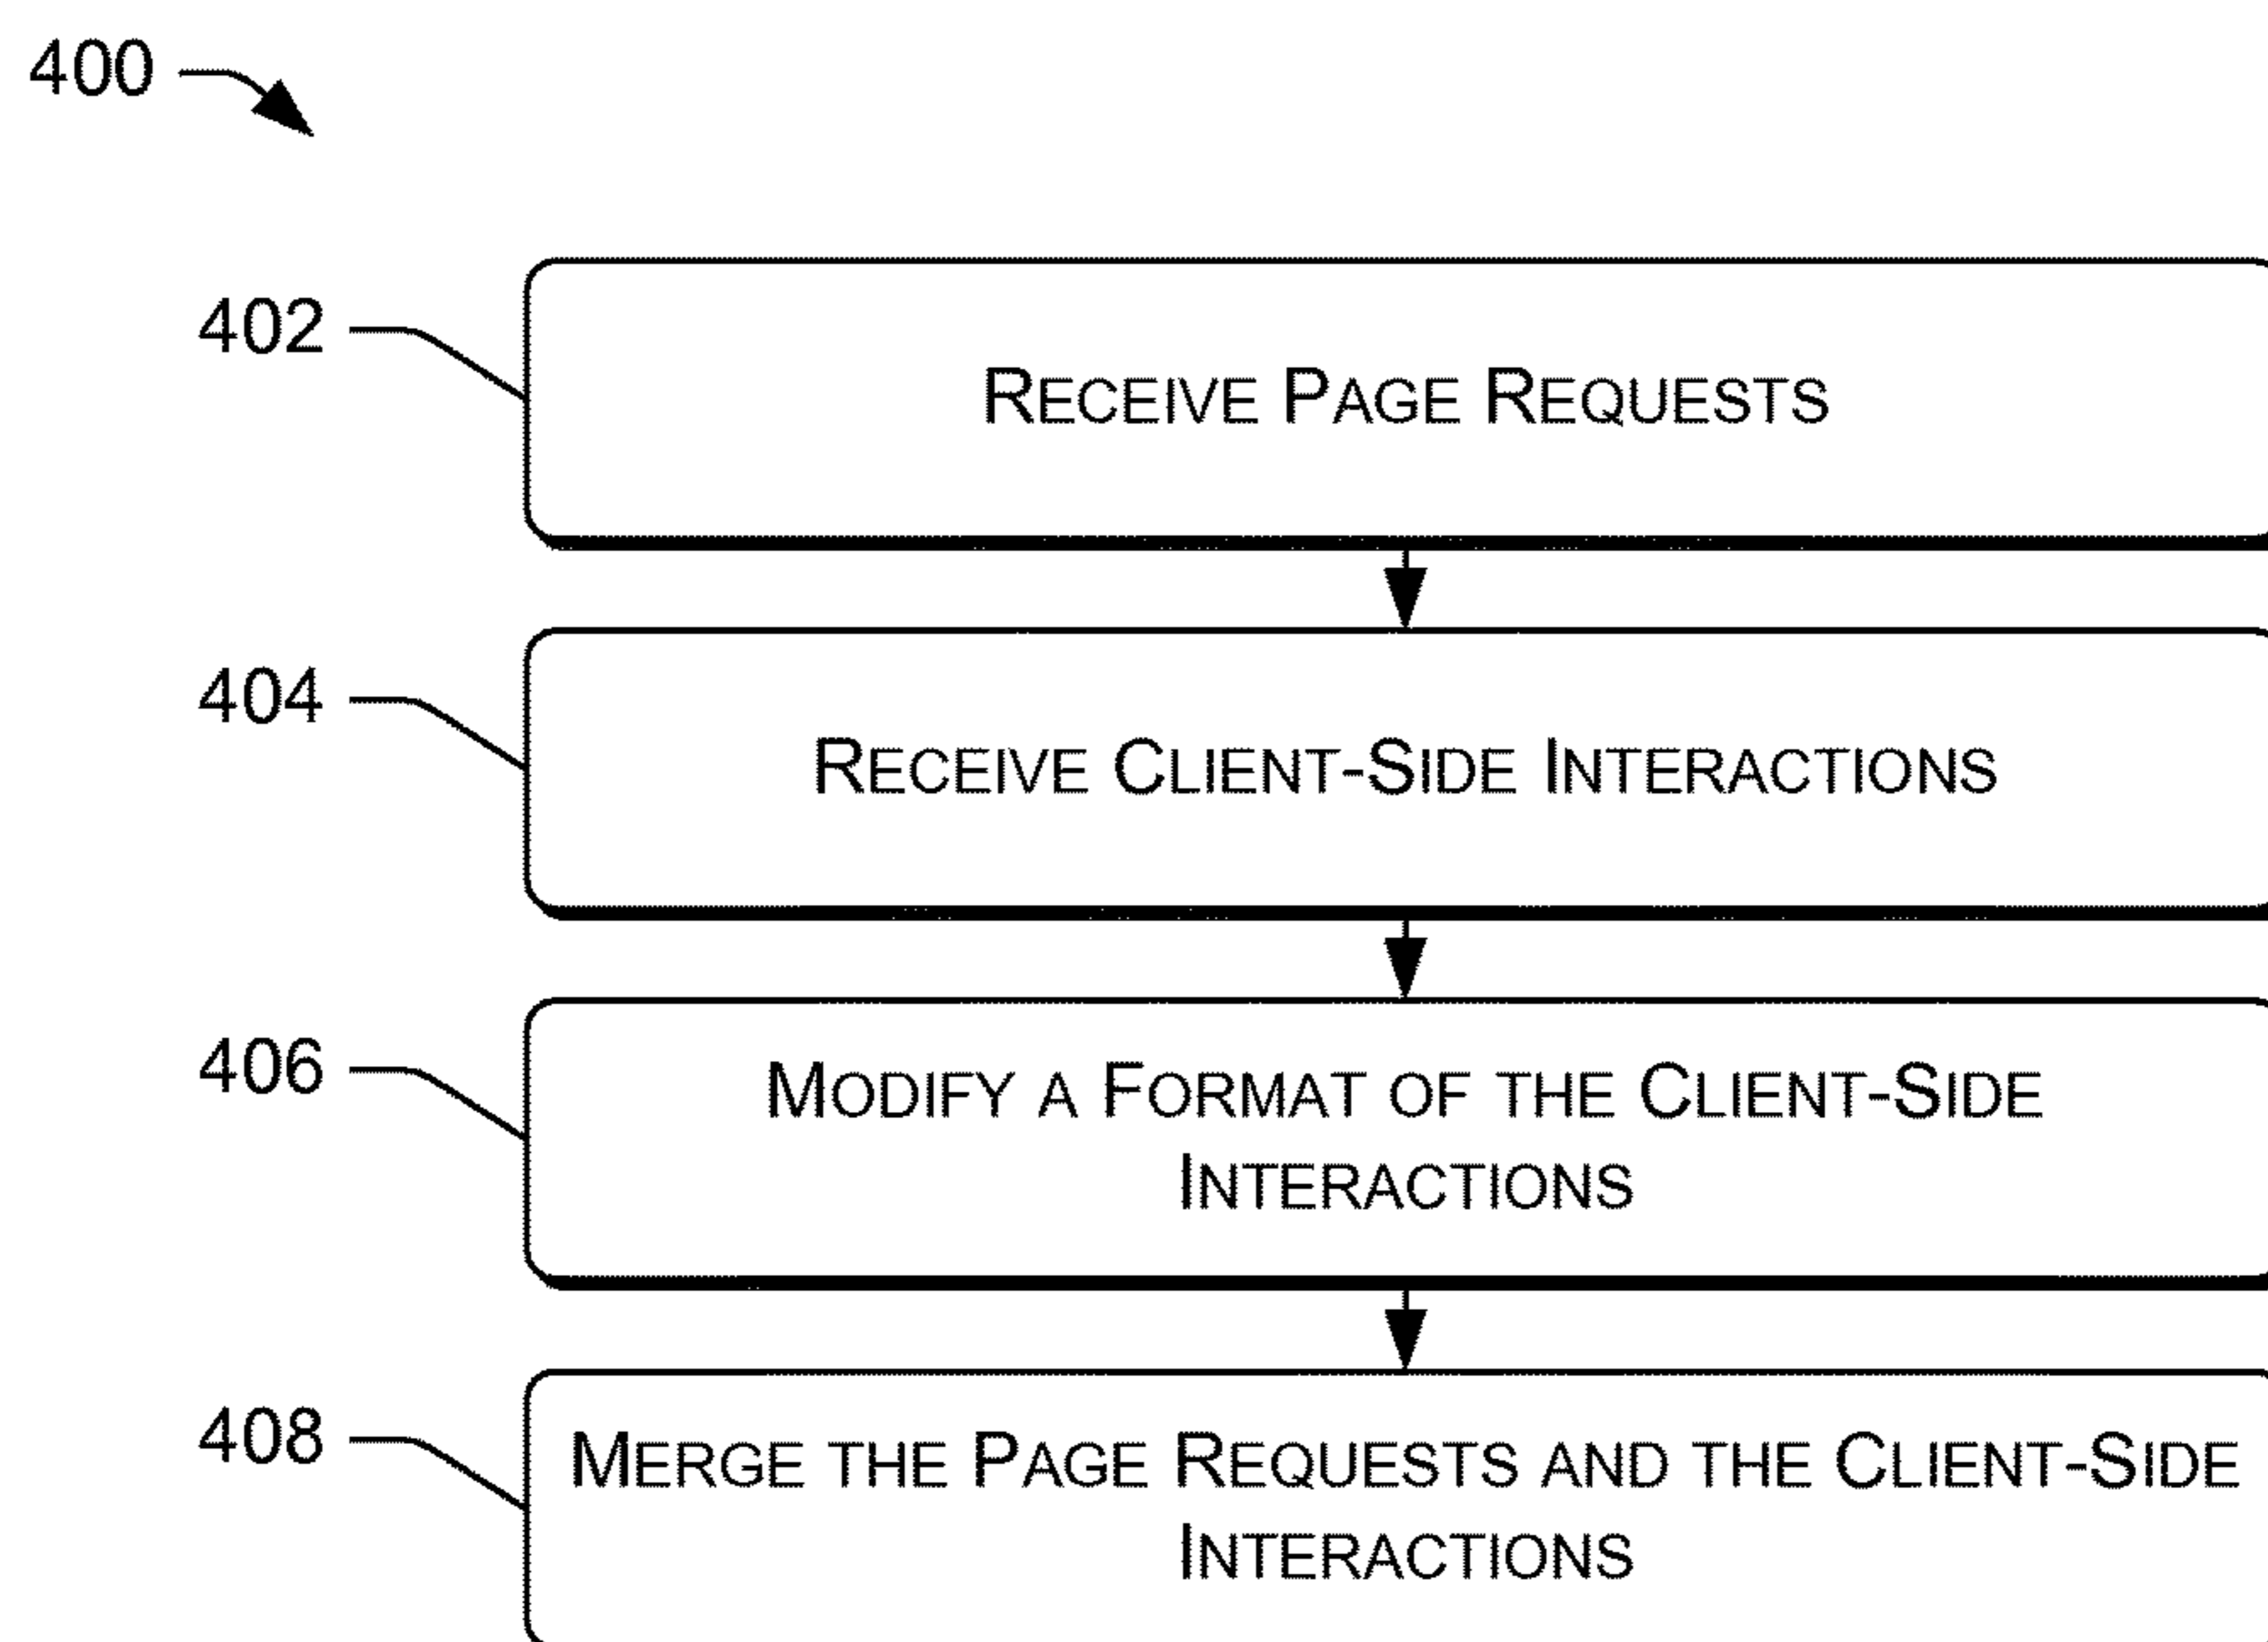 400
402
RECEIVE PAGE REQUESTS
404
RECEIVE CLIENT-SIDE INTERACTIONS
406
MODIFY A FORMAT OF THE CLIENT-SIDE
INTERACTIONS
408
MERGE THE PAGE REQUESTS AND THE CLIENT-SIDE
INTERACTIONS